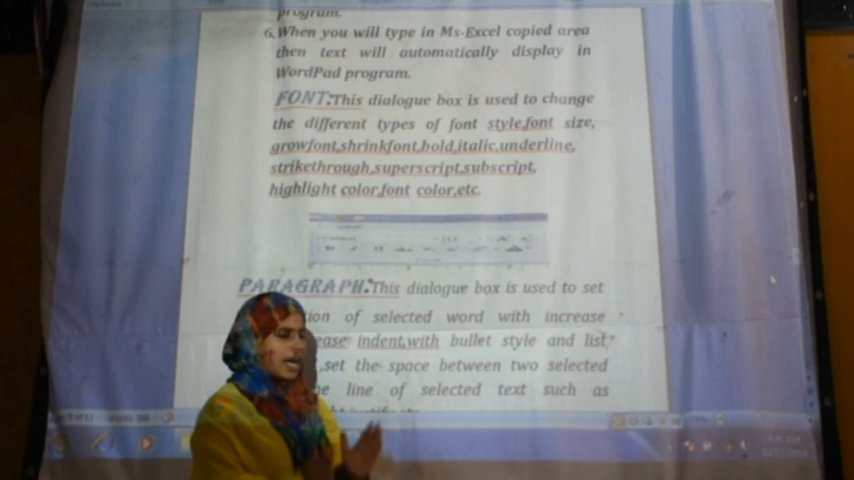 program.
6. When you will type in Ms-Excel copied area
then text will automatically display in
WordPad program.
FONT:This dialogue box is used to change
the different types of font style,font size,
growfont,shrinkfont,bold,italic,underline,
strikethrough,superscript,subscript,
highlight color,font color,etc.
PARAGRAPH:This dialogue box is used to set
of selected word with increase
indent,with bullet style and list
,set the space between two selected
line of selected text such as